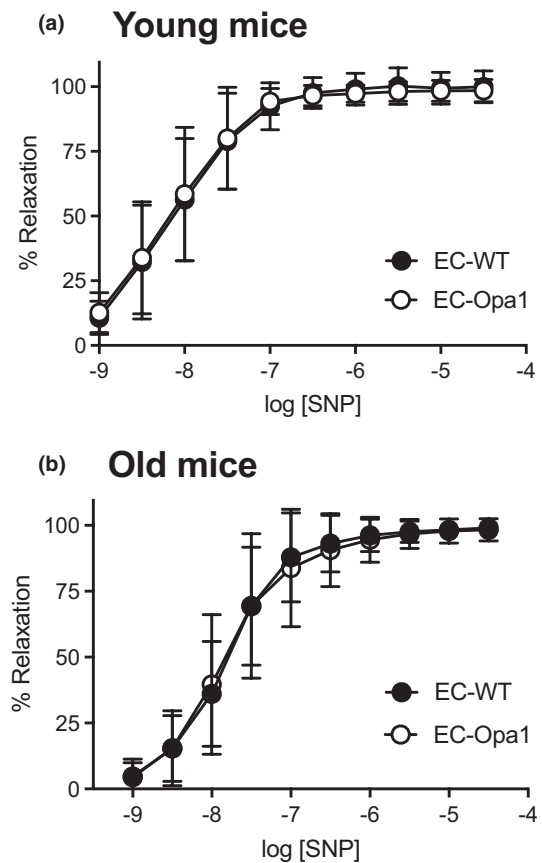 (a) Young mice
100
75
50
25
0
% Relaxation
EC-WT
EC-Opa1
-9 -8 -7 -6 -5 -4
log [SNP]
(b) Old mice
100
75
50
25
0
% Relaxation
EC-WT
EC-Opa1
-9 -8 -7 -6 -5 -4
log [SNP]